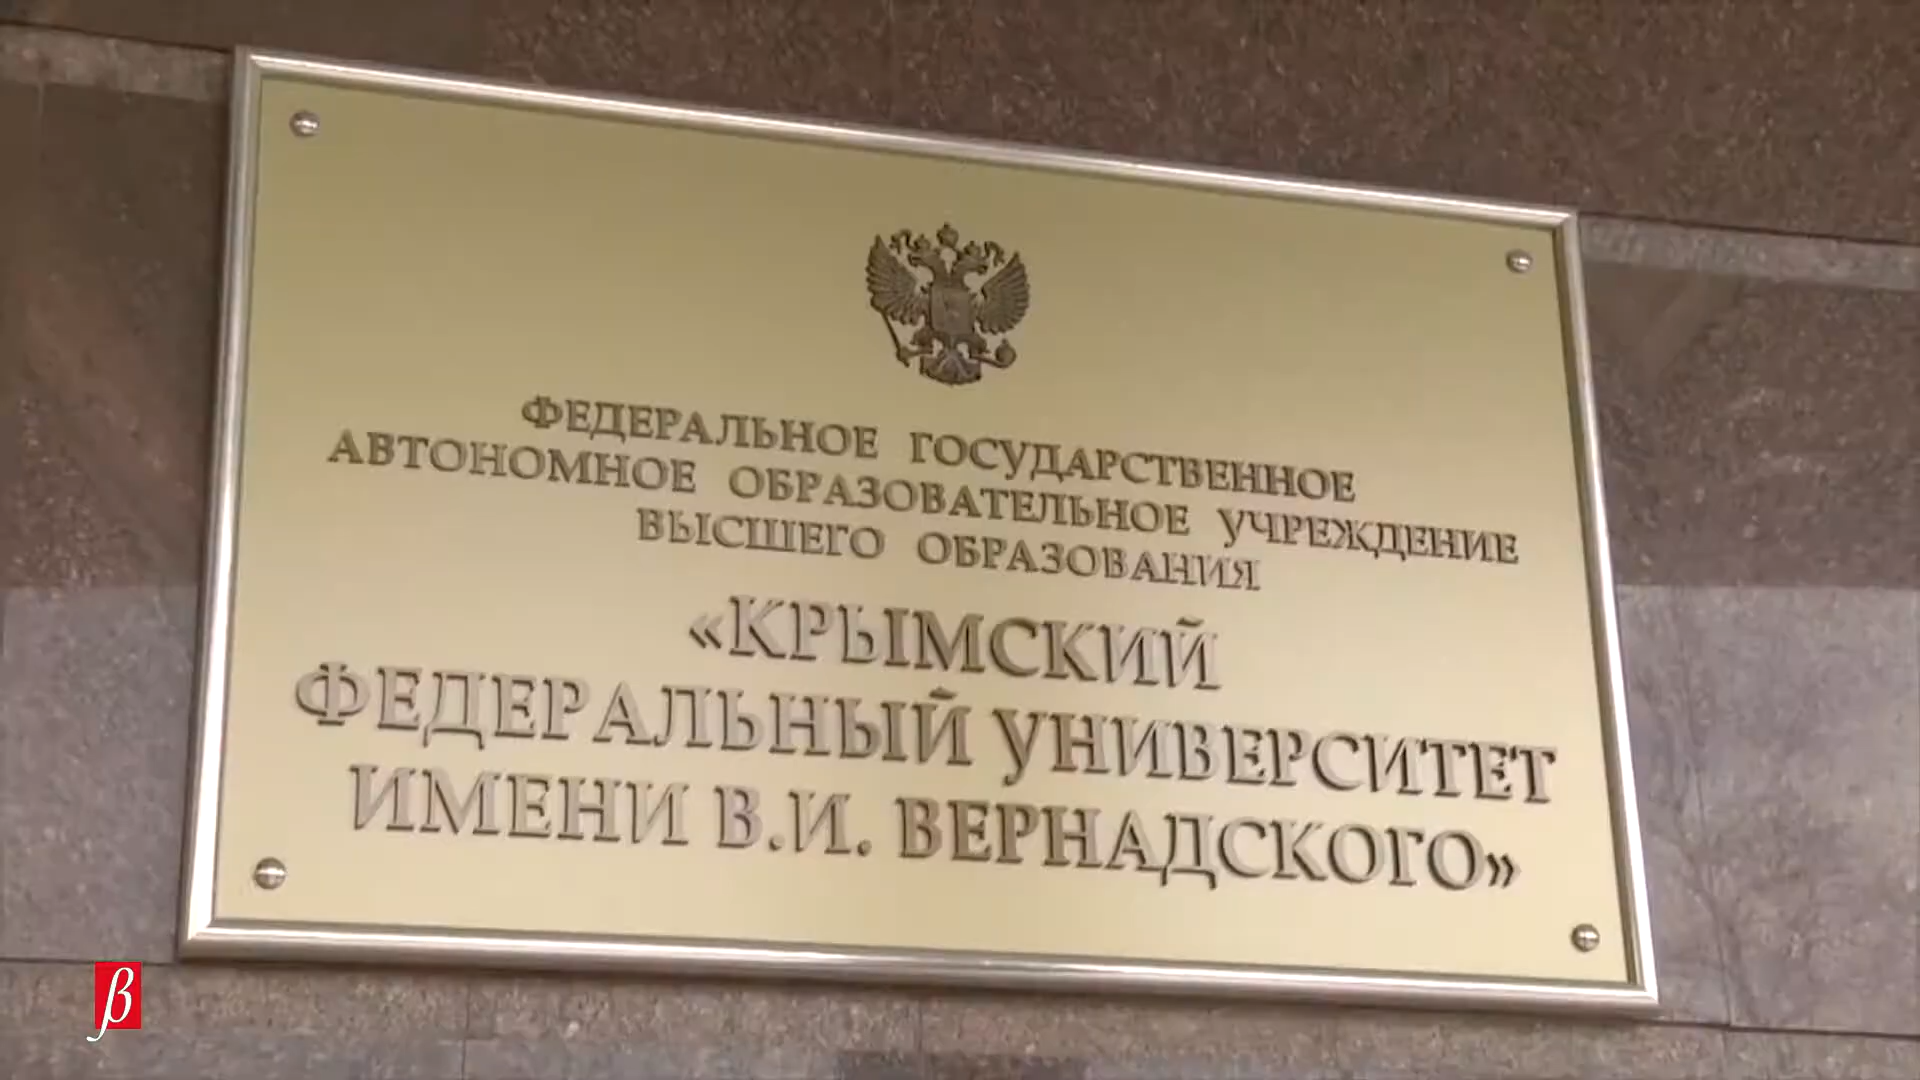 ФЕДЕРАЛЬНОЕ ГОСУДАРСТВЕННОЕ
АВТОНОМНОЕ ОБРАЗОВАТЕЛЬНОЕ УЧРЕЖДЕНИЕ
ВЫСШЕГО ОБРАЗОВАНИЯ
«КРЫМСКИЙ
ФЕДЕРАЛЬНЫЙ УНИВЕРСИТЕТ
ИМЕНИ В.И. ВЕРНАДСКОГО»
β